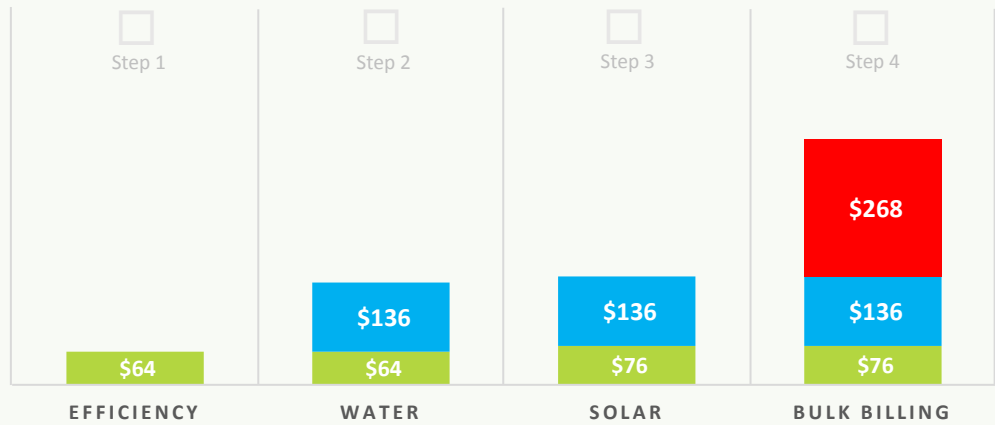 Step 1
Step 2
Step 3
Step 4
$268
$136
$136
$136
$64
$64
$76
$76
EFFICIENCY
WATER
SOLAR
BULK BILLING